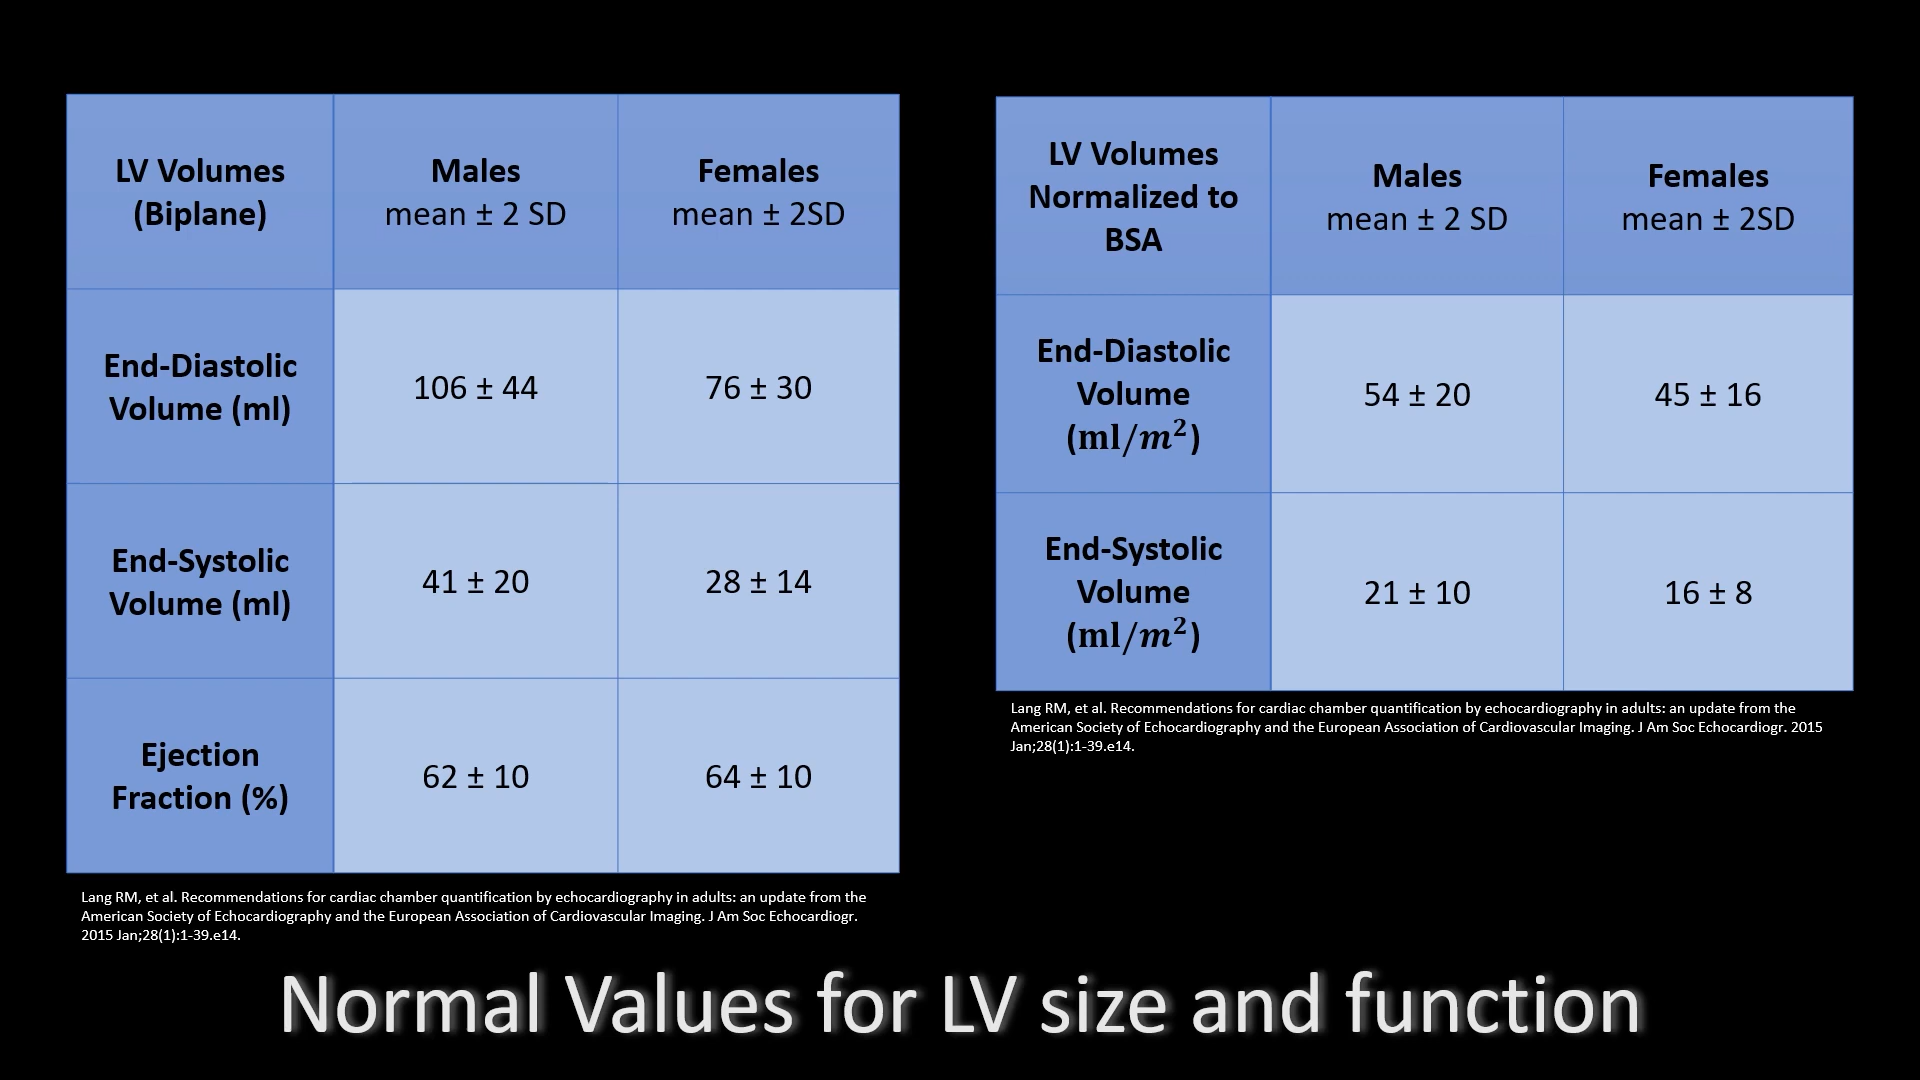 LV Volumes
(Biplane)
Males
mean ± 2 SD
Females
mean ± 2SD
End-Diastolic
Volume (ml)
106 ± 44
76 ± 30
End-Systolic
Volume (ml)
41 ± 20
28 ± 14
Ejection
Fraction (%)
62 ± 10
64 ± 10
Lang RM, et al. Recommendations for cardiac chamber quantification by echocardiography in adults: an update from the
American Society of Echocardiography and the European Association of Cardiovascular Imaging. J Am Soc Echocardiogr.
2015 Jan;28(1):1-39.e14.
LV Volumes
Normalized to
BSA
Males
mean ± 2 SD
Females
mean ± 2SD
End-Diastolic
Volume
(ml/m²)
54 ± 20
45 ± 16
End-Systolic
Volume
(ml/m²)
21 ± 10
16 ± 8
Lang RM, et al. Recommendations for cardiac chamber quantification by echocardiography in adults: an update from the
American Society of Echocardiography and the European Association of Cardiovascular Imaging. J Am Soc Echocardiogr. 2015
Jan;28(1):1-39.e14.
Normal Values for LV size and function